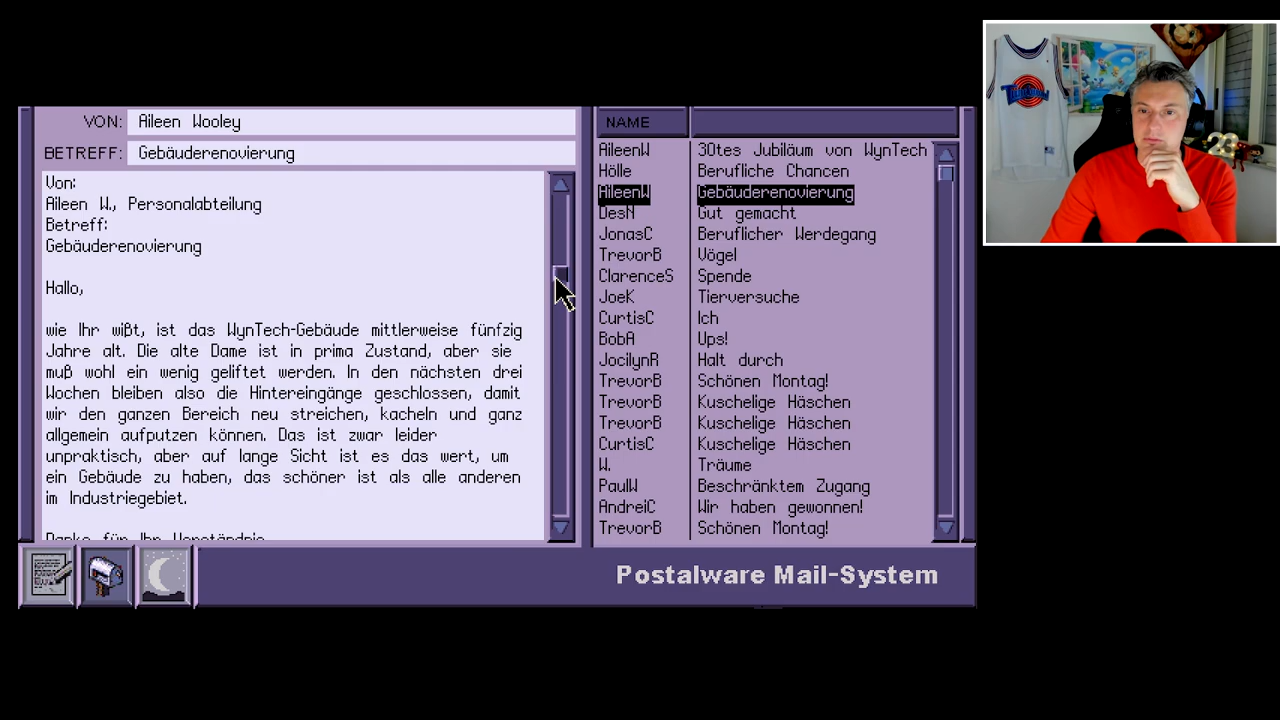 VON: Aileen Wooley
BETREFF: Gebäuderenovierung
Von:
Aileen W., Personalabteilung
Betreff:
Gebäuderenovierung
Hallo,
wie Ihr wißt, ist das WynTech-Gebäude mittlerweise fünfzig
Jahre alt. Die alte Dame ist in prima Zustand, aber sie
muß wohl ein wenig geliftet werden. In den nächsten drei
Wochen bleiben also die Hintereingänge geschlossen, damit
wir den ganzen Bereich neu streichen, kacheln und ganz
allgemein aufputzen können. Das ist zwar leider
unpraktisch, aber auf lange Sicht ist es das wert, um
ein Gebäude zu haben, das schöner ist als alle anderen
im Industriegebiet.
Danke für Ihr Verständnis
NAME
AileenW 30tes Jubiläum von WynTech
Hölle Berufliche Chancen
AileenW Gebäuderenovierung
DesN Gut gemacht
JonasC Beruflicher Werdegang
TrevorB Vögel
ClarenceS Spende
JoeK Tierversuche
CurtisC Ich
BobA Ups!
JocilynR Halt durch
TrevorB Schönen Montag!
TrevorB Kuschelige Häschen
TrevorB Kuschelige Häschen
CurtisC Kuschelige Häschen
W. Träume
PaulW Beschränktem Zugang
AndreiC Wir haben gewonnen!
TrevorB Schönen Montag!
Postalware Mail-System
23